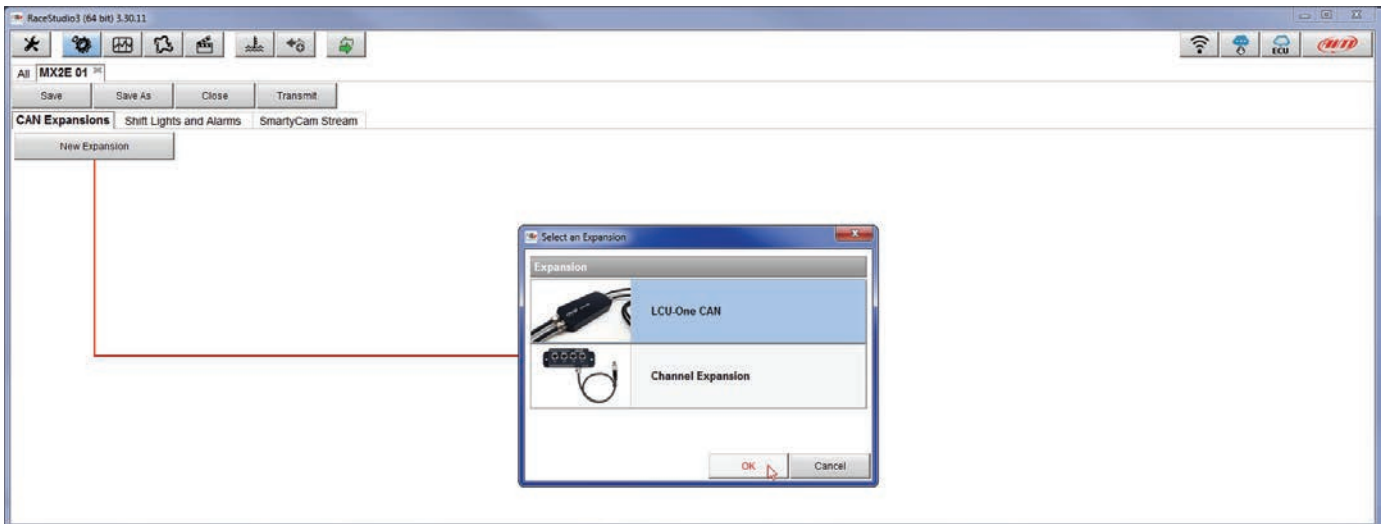 RaceStudio3 (64 bit) 3.30.11
ECU
All MX2E 01
Save Save As Close Transmit
CAN Expansions Shift Lights and Alarms SmartyCam Stream
New Expansion
Select an Expansion
Expansion
LCU-One CAN
Channel Expansion
OK Cancel